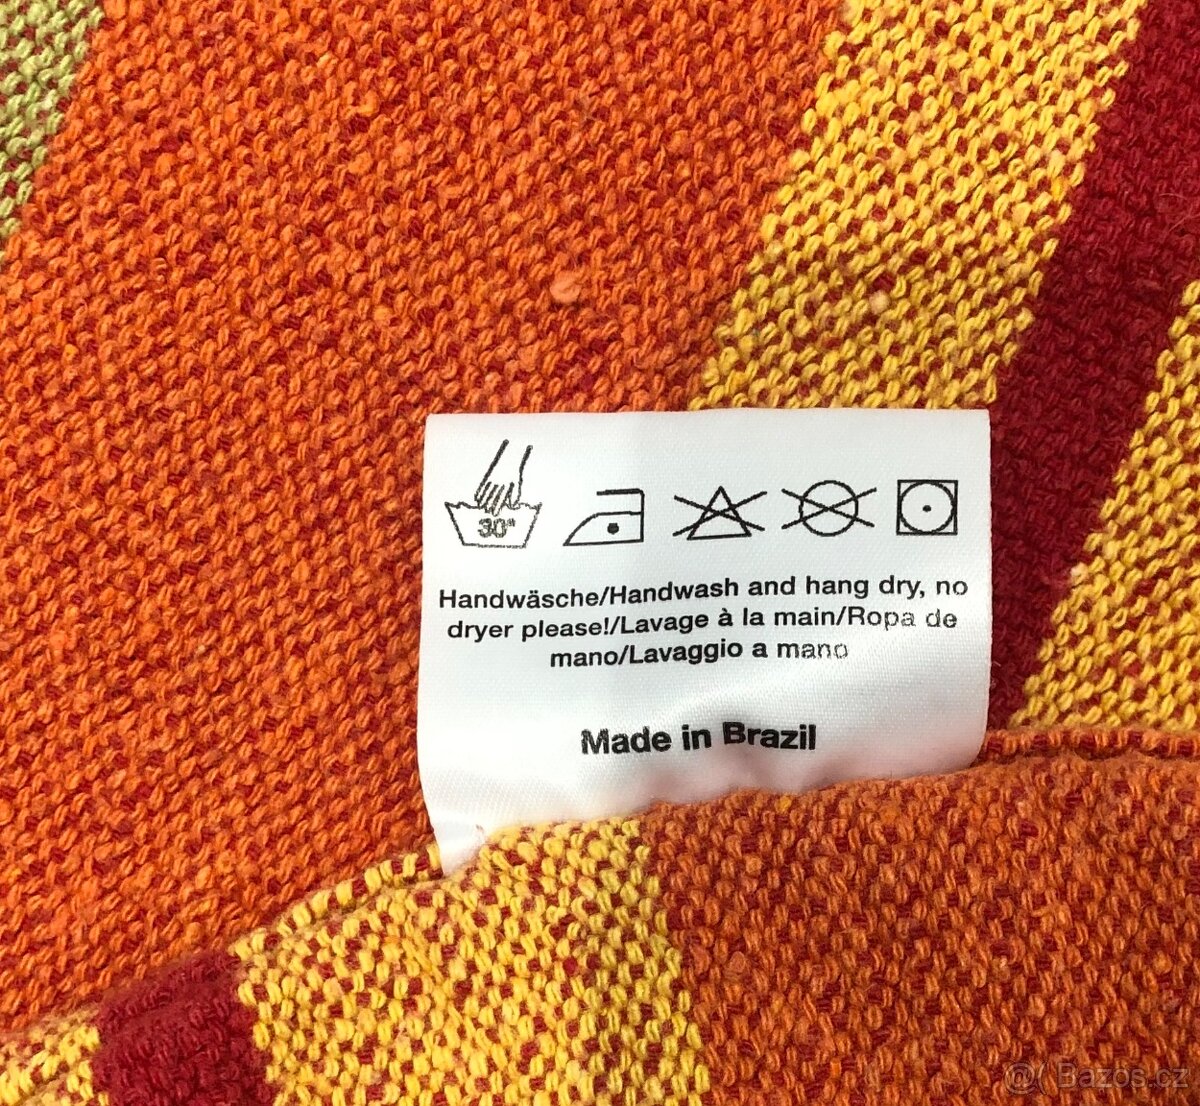 30°
Handwäsche/Handwash and hang dry, no
dryer please!/Lavage à la main/Ropa de
mano/Lavaggio a mano
Made in Brazil
@( Bazos.cz